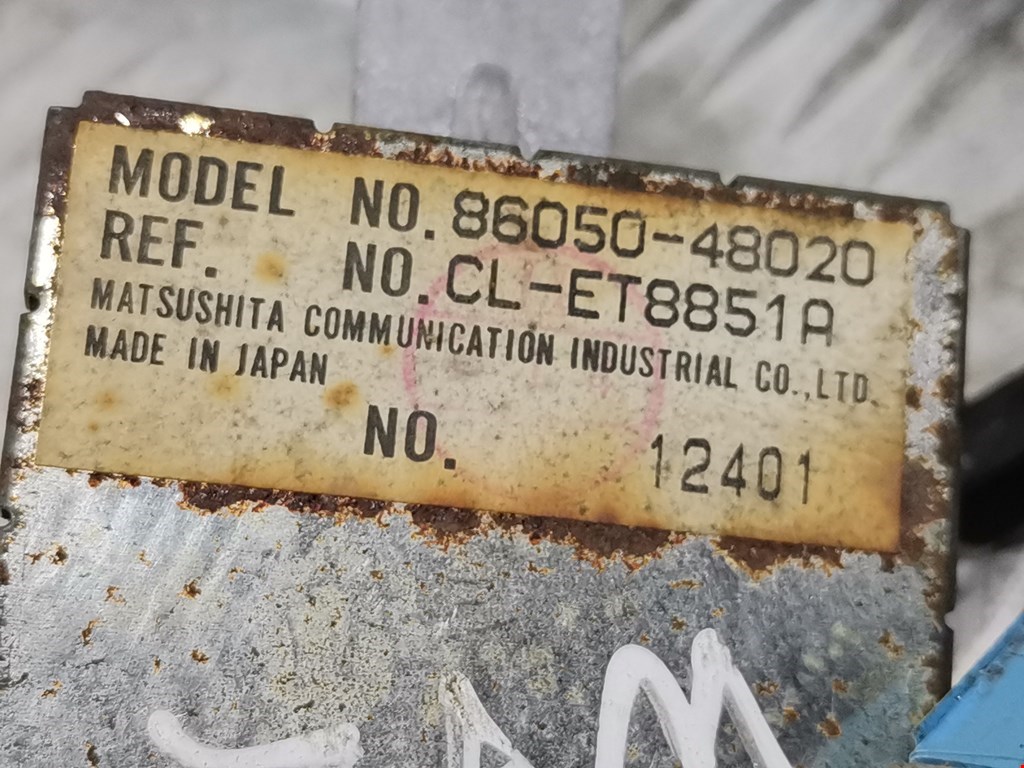 MODEL NO. 86050-48020
REF. NO. CL-ET8851A
MATSUSHITA COMMUNICATION INDUSTRIAL CO.,LTD.
MADE IN JAPAN
NO. 12401